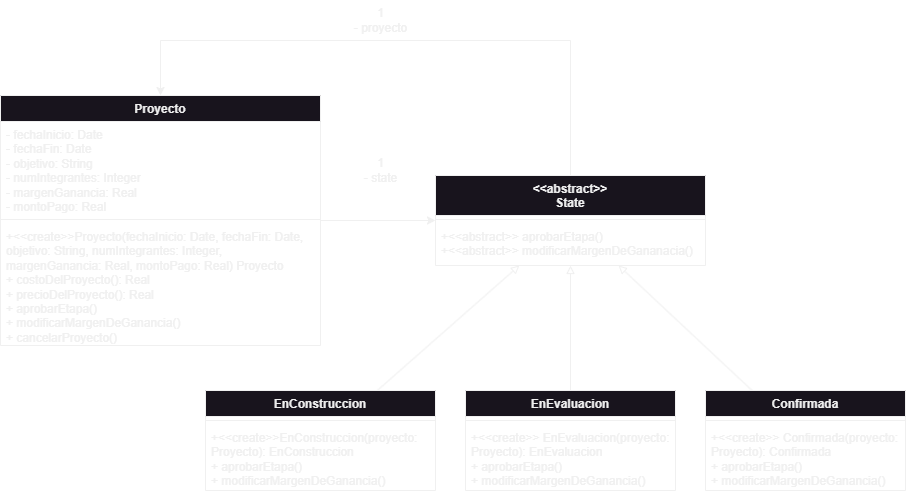 1
- proyecto
Proyecto
- fechaInicio: Date
- fechaFin: Date
- objetivo: String
- numIntegrantes: Integer
- margenGanancia: Real
- montoPago: Real
+<<create>>Proyecto(fechaInicio: Date, fechaFin: Date,
objetivo: String, numIntegrantes: Integer,
margenGanancia: Real, montoPago: Real) Proyecto
+ costoDelProyecto(): Real
+ precioDelProyecto(): Real
+ aprobarEtapa()
+ modificarMargenDeGanancia()
+ cancelarProyecto()
1
- state
<<abstract>>
State
+<<abstract>> aprobarEtapa()
+<<abstract>> modificarMargenDeGananacia()
EnConstruccion
+<<create>>EnConstruccion(proyecto:
Proyecto): EnConstruccion
+ aprobarEtapa()
+ modificarMargenDeGanancia()
EnEvaluacion
+<<create>> EnEvaluacion(proyecto:
Proyecto): EnEvaluacion
+ aprobarEtapa()
+ modificarMargenDeGanancia()
Confirmada
+<<create>> Confirmada(proyecto:
Proyecto): Confirmada
+ aprobarEtapa()
+ modificarMargenDeGanancia()